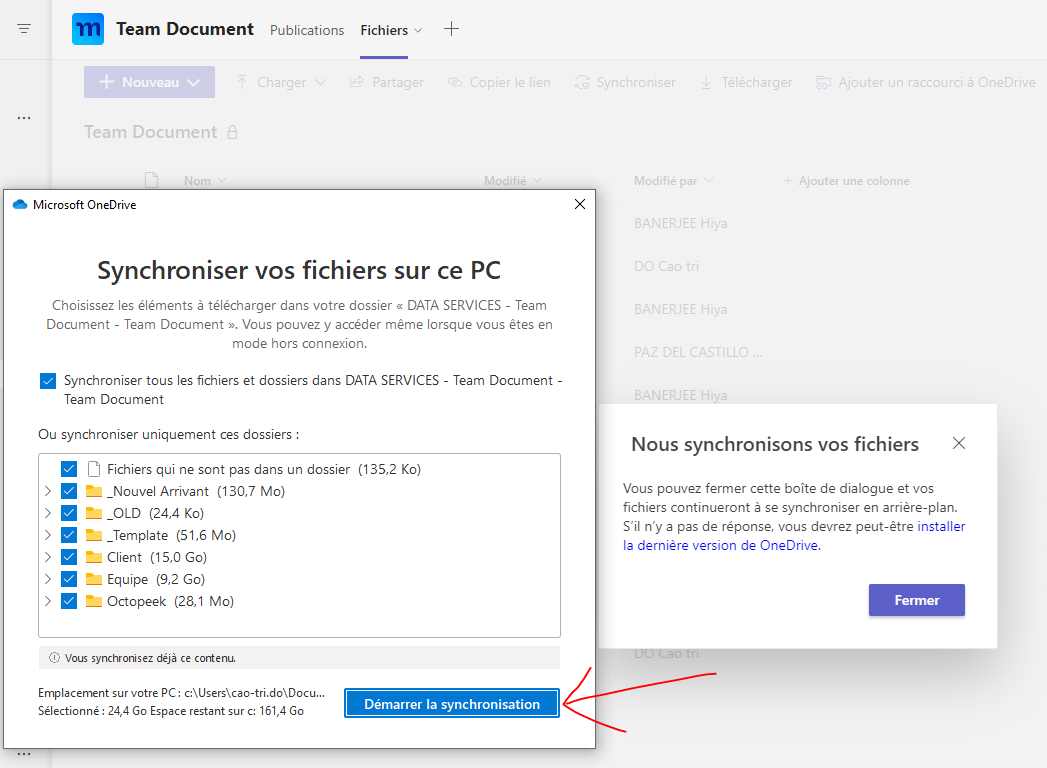 m Team Document Publications Fichiers
Nouveau Charger Partager Copier le lien Synchroniser Télécharger Ajouter un raccourci à OneDrive
Team Document
Nom Modifié Modifié par Ajouter une colonne
BANERJEE Hiya
DO Cao tri
BANERJEE Hiya
PAZ DEL CASTILLO ...
BANERJEE Hiya
Microsoft OneDrive
Synchroniser vos fichiers sur ce PC
Choisissez les éléments à télécharger dans votre dossier « DATA SERVICES - Team
Document - Team Document ». Vous pouvez y accéder même lorsque vous êtes en
mode hors connexion.
Synchroniser tous les fichiers et dossiers dans DATA SERVICES - Team Document -
Team Document
Ou synchroniser uniquement ces dossiers :
Fichiers qui ne sont pas dans un dossier (135,2 Ko)
_Nouvel Arrivant (130,7 Mo)
_OLD (24,4 Ko)
_Template (51,6 Mo)
Client (15,0 Go)
Equipe (9,2 Go)
Octopeek (28,1 Mo)
Vous synchronisez déjà ce contenu.
Emplacement sur votre PC : c:\Users\cao-tri.do\Docu...
Sélectionné : 24,4 Go Espace restant sur c: 161,4 Go
Démarrer la synchronisation
Nous synchronisons vos fichiers
Vous pouvez fermer cette boîte de dialogue et vos
fichiers continueront à se synchroniser en arrière-plan.
S'il n'y a pas de réponse, vous devrez peut-être installer
la dernière version de OneDrive.
Fermer
DO Cao tri